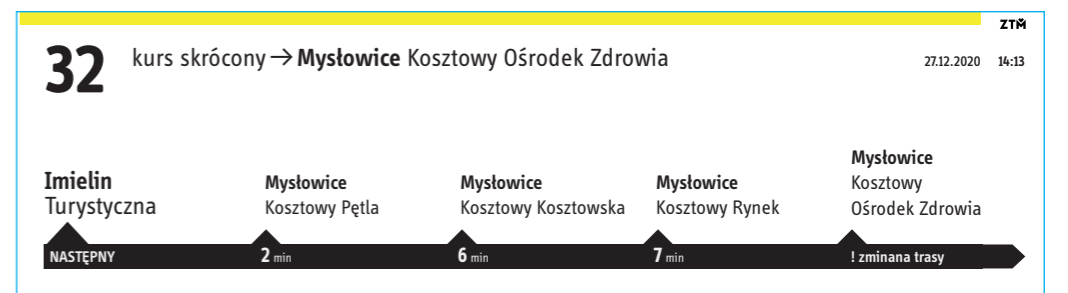 ZTM
32
kurs skrócony → Mysłowice Kosztowy Ośrodek Zdrowia
27.12.2020 14:13
Imielin
Turystyczna
Mysłowice
Kosztowy Pętla
Mysłowice
Kosztowy Kosztowska
Mysłowice
Kosztowy Rynek
Mysłowice
Kosztowy
Ośrodek Zdrowia
NASTĘPNY
2 min
6 min
7 min
! zminana trasy